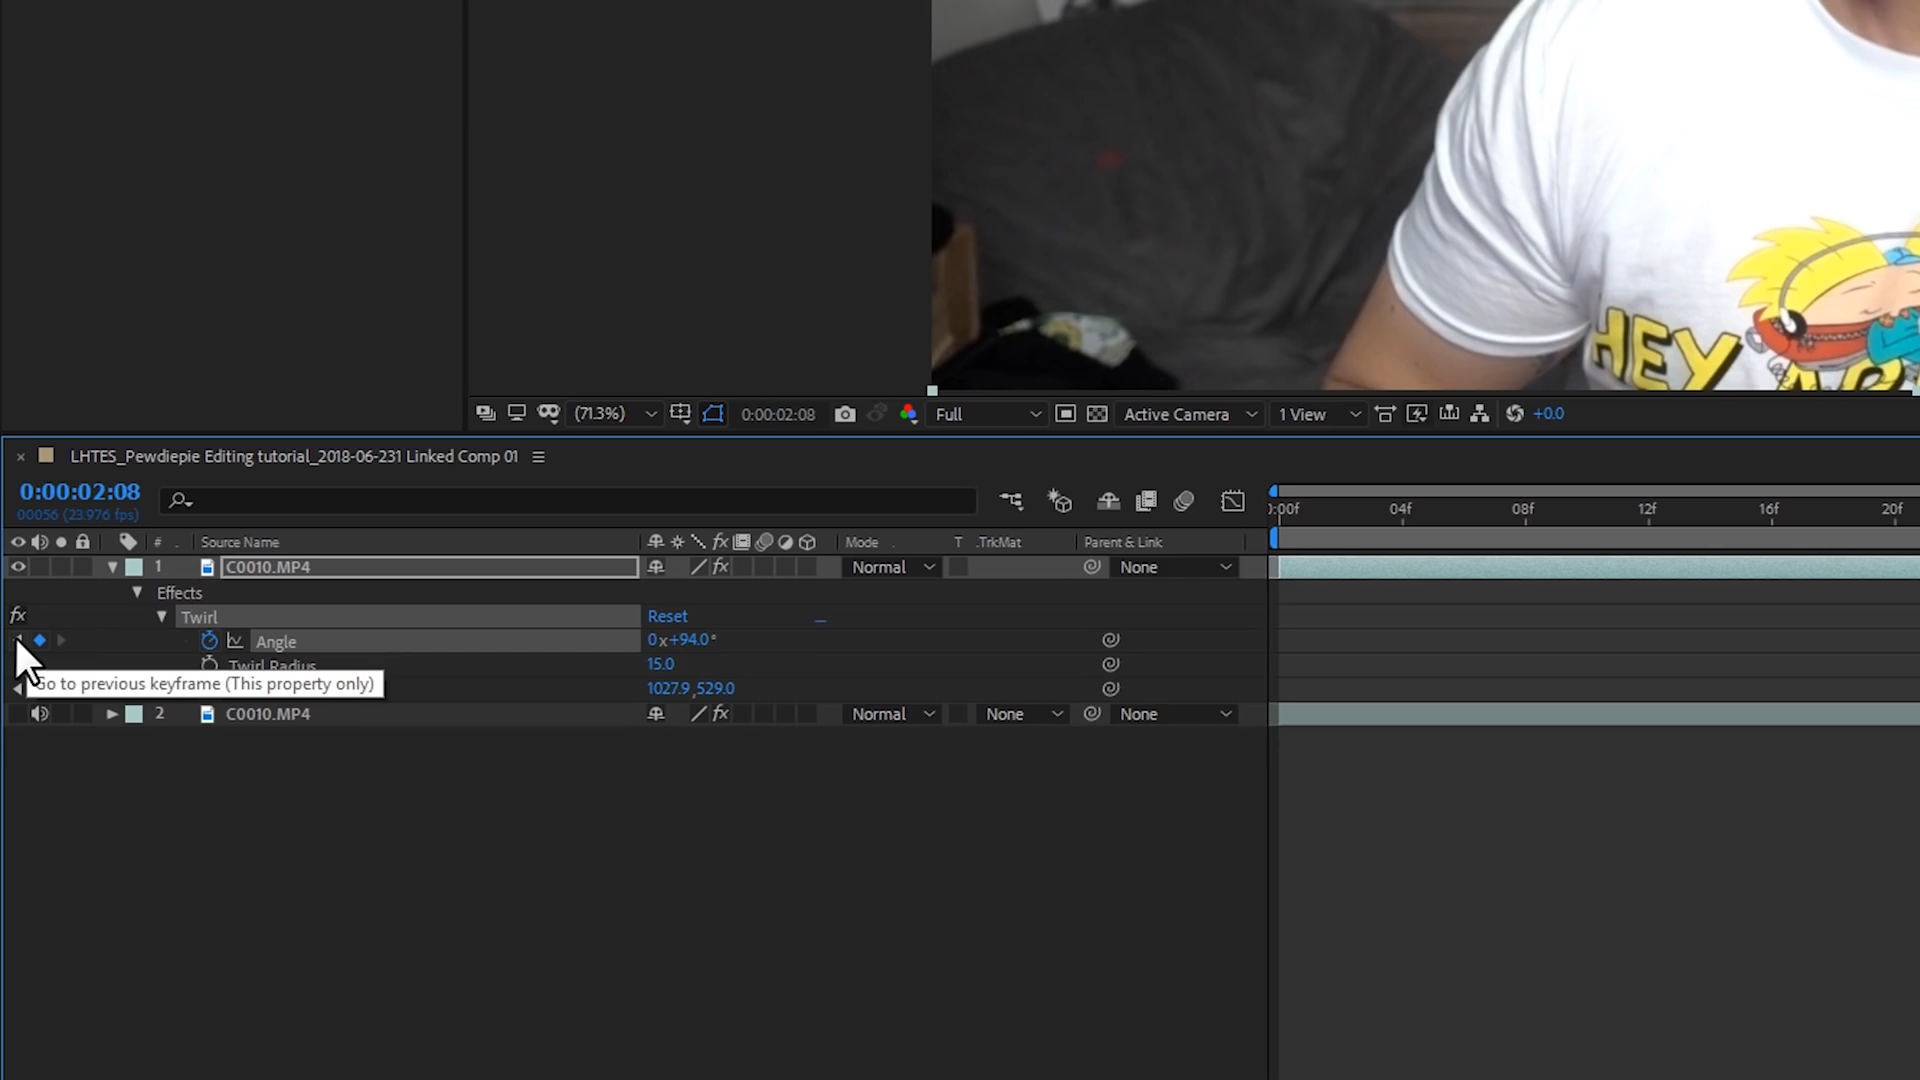 HEY
(71.3%)
0:00:02:08
Full
Active Camera
1 View
+0.0
× LHTES_Pewdiepie Editing tutorial_2018-06-231 Linked Comp 01
0:00:02:08
00056 (23.976 fps)
:00f 04f 08f 12f 16f 20f
# Source Name fx Mode T .TrkMat Parent & Link
1 C0010.MP4 fx Normal None
Effects
fx Twirl Reset
Angle 0x+94.0°
Twirl Radius 15.0
Go to previous keyframe (This property only) 1027.9,529.0
2 C0010.MP4 fx Normal None None